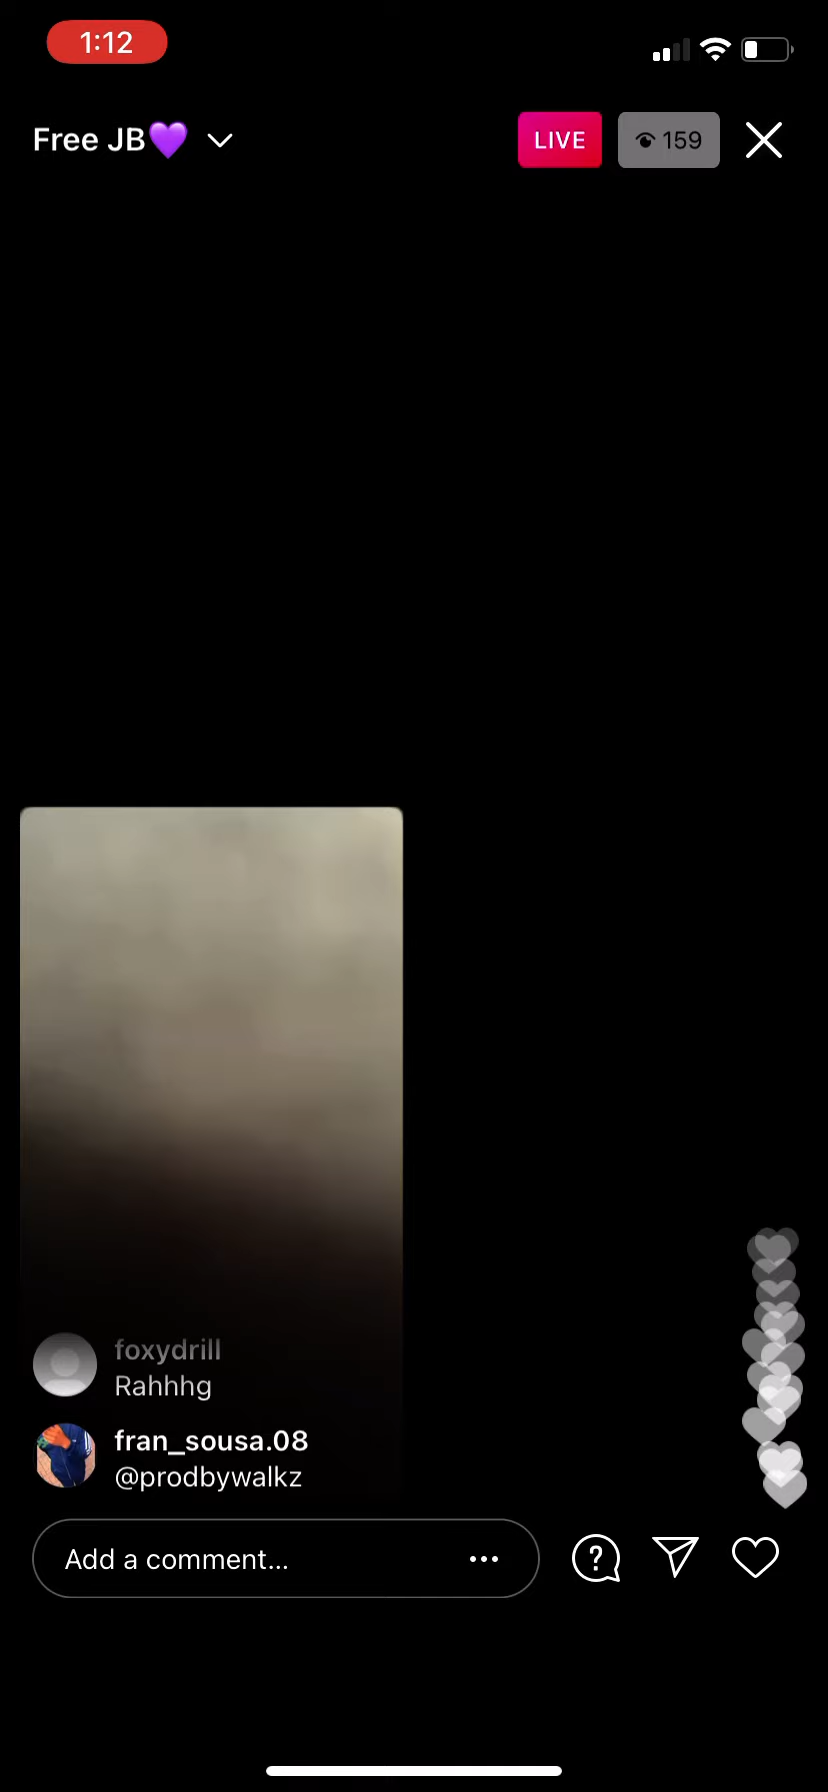 1:12
Free JB💜
LIVE
159
foxydrill
Rahhhg
fran_sousa.08
@prodbywalkz
Add a comment...